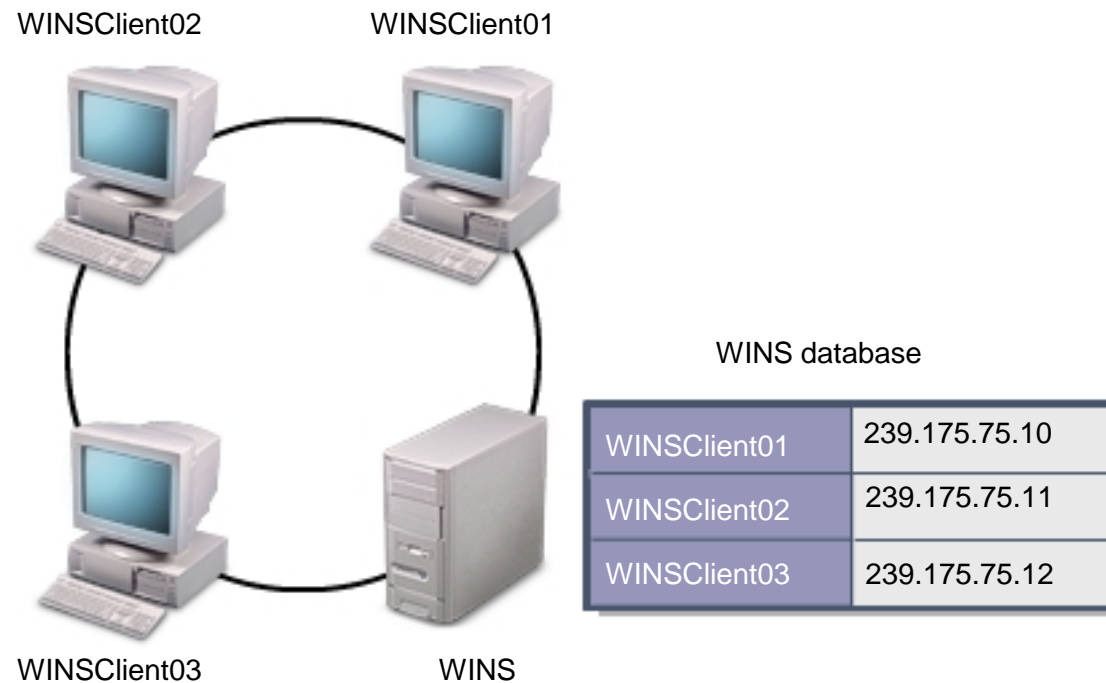 WINSClient02
WINSClient01
WINS database
WINSClient01 239.175.75.10
WINSClient02 239.175.75.11
WINSClient03 239.175.75.12
WINSClient03
WINS